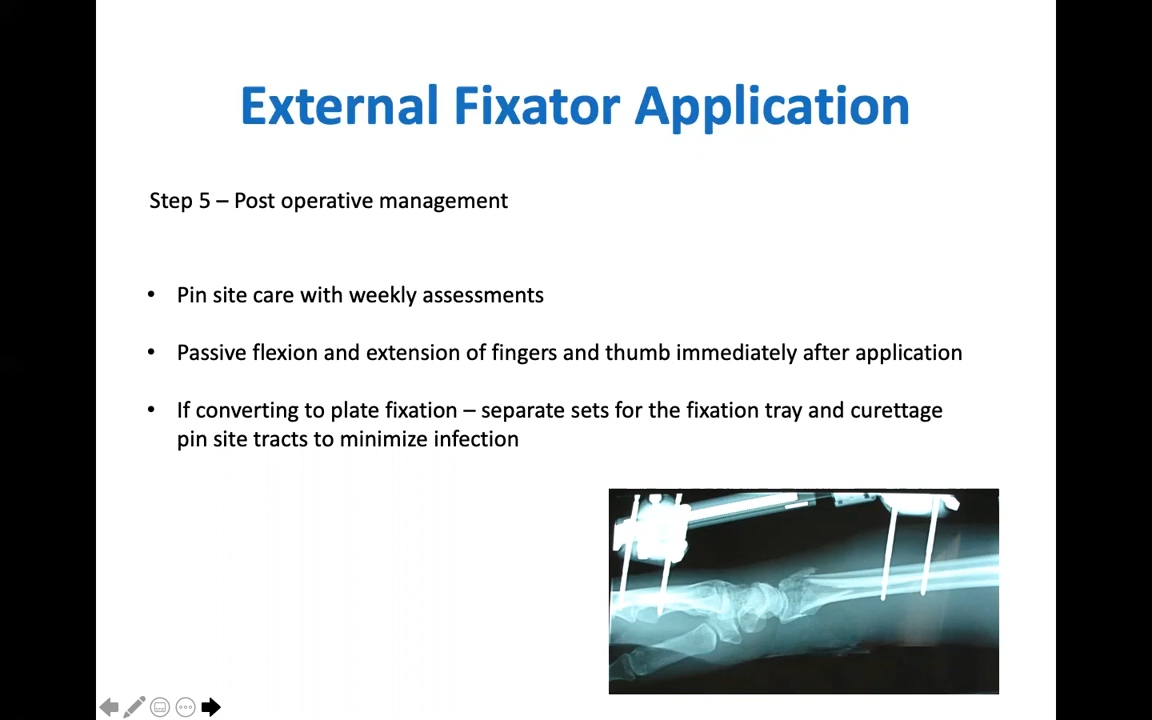 External Fixator Application
Step 5 – Post operative management
• Pin site care with weekly assessments
• Passive flexion and extension of fingers and thumb immediately after application
• If converting to plate fixation – separate sets for the fixation tray and curettage
pin site tracts to minimize infection